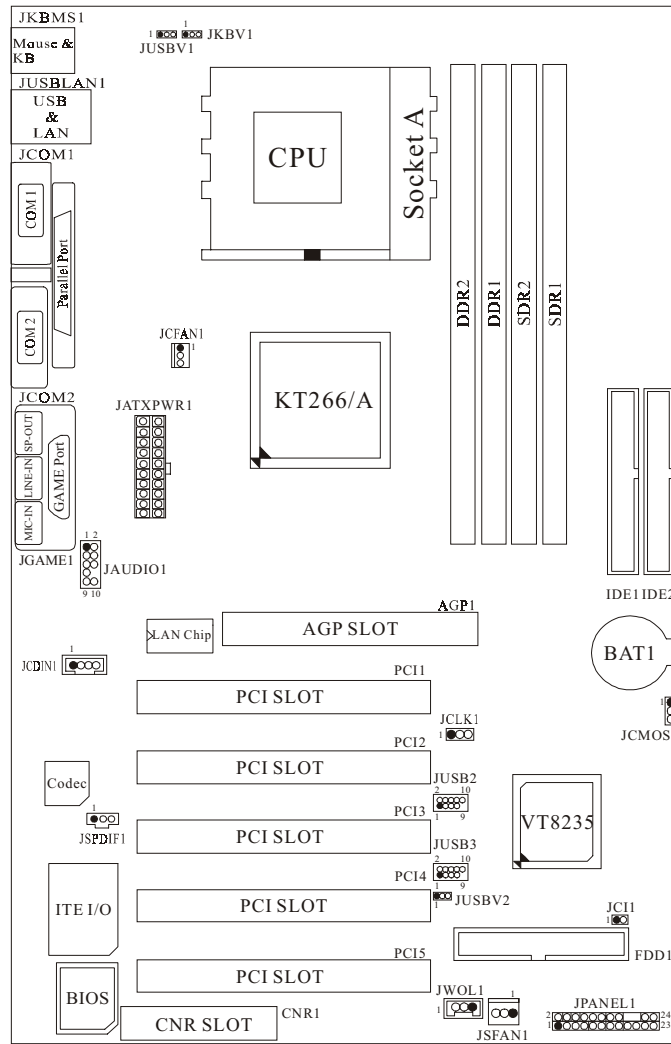 JKBMS1
Mause &
KB
1
1
JUSBV1
JKBV1
JUSBLAN1
USB
&
LAN
JCOM1
COM 1
Parallel Port
COM 2
JCOM2
CPU
Socket A
DDR2
DDR1
SDR2
SDR1
JCFAN1
1
KT266/A
JATXPWR1
SP-OUT
LINE-IN
MIC-IN
GAME Port
JGAME1
1 2
JAUDIO1
9 10
IDE1
IDE2
AGP1
LAN Chip
AGP SLOT
BAT1
1
JCDIN1
PCI1
PCI SLOT
JCLK1
1
1
JCMOS
PCI2
PCI SLOT
Codec
JUSB2
2 10
1 9
VT8235
1
JSPDIF1
PCI3
PCI SLOT
JUSB3
2 10
1 9
PCI4
PCI SLOT
1
JUSBV2
ITE I/O
JCI1
1
FDD1
PCI5
PCI SLOT
BIOS
CNR SLOT
CNR1
JWOL1
1
1
JSFAN1
JPANEL1
2 24
1 23